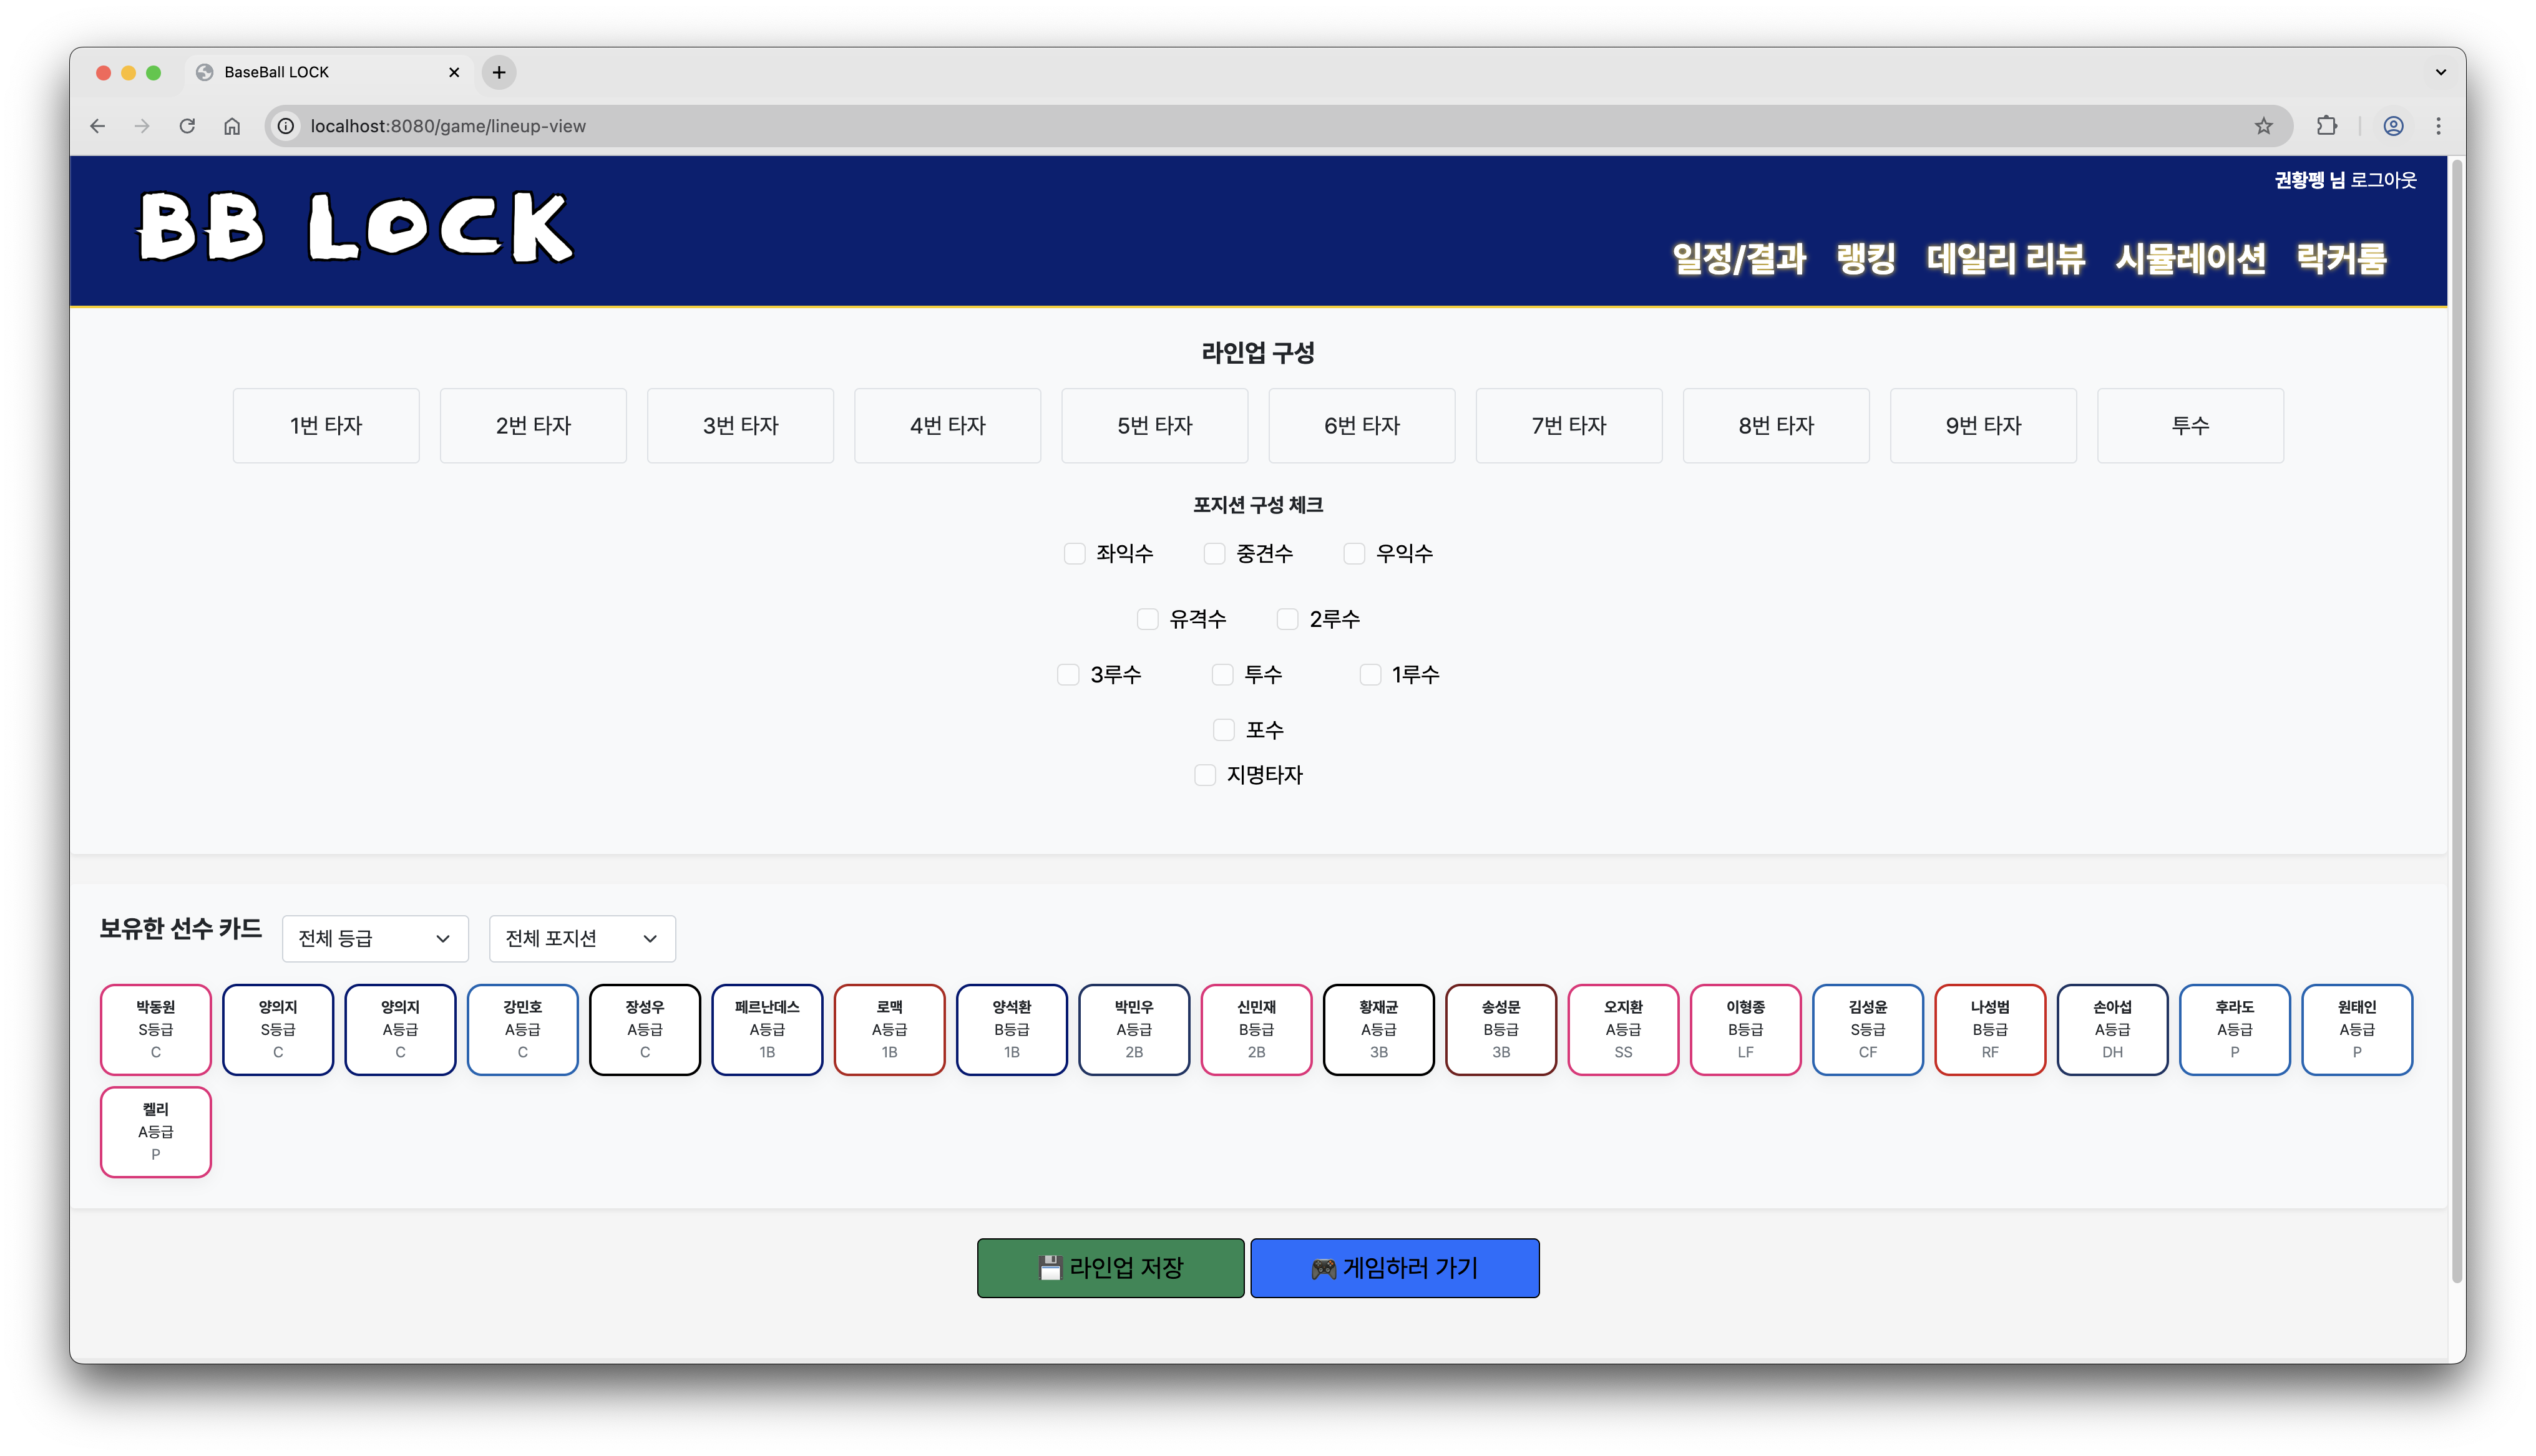 BaseBall LOCK
localhost:8080/game/lineup-view
권황펭 님 로그아웃
BB LOCK
일정/결과 랭킹 데일리 리뷰 시뮬레이션 락커룸
라인업 구성
1번 타자 2번 타자 3번 타자 4번 타자 5번 타자 6번 타자 7번 타자 8번 타자 9번 타자 투수
포지션 구성 체크
좌익수 중견수 우익수
유격수 2루수
3루수 투수 1루수
포수
지명타자
보유한 선수 카드 전체 등급 전체 포지션
박동원 양의지 양의지 강민호 장성우 페르난데스 로맥 양석환 박민우 신민재 황재균 송성문 오지환 이형종 김성윤 나성범 손아섭 후라도 원태인
S등급 S등급 A등급 A등급 A등급 A등급 A등급 B등급 A등급 B등급 A등급 B등급 A등급 B등급 S등급 B등급 A등급 A등급 A등급
C C C C C 1B 1B 1B 2B 2B 3B 3B SS LF CF RF DH P P
켈리
A등급
P
💾 라인업 저장 🎮 게임하러 가기